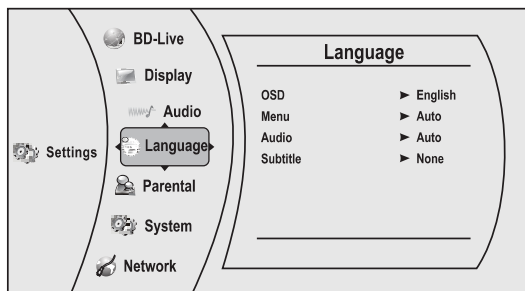 Settings
BD-Live
Display
Audio
Language
Parental
System
Network
Language
OSD ► English
Menu ► Auto
Audio ► Auto
Subtitle ► None